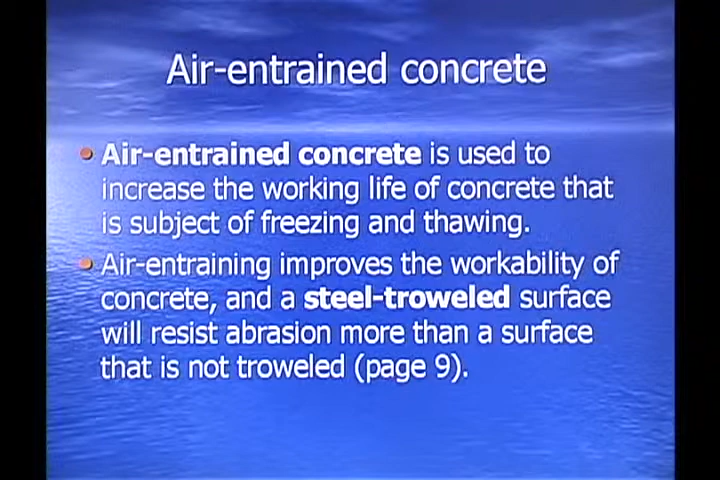 Air-entrained concrete
Air-entrained concrete is used to
increase the working life of concrete that
is subject of freezing and thawing.
Air-entraining improves the workability of
concrete, and a steel-troweled surface
will resist abrasion more than a surface
that is not troweled (page 9).